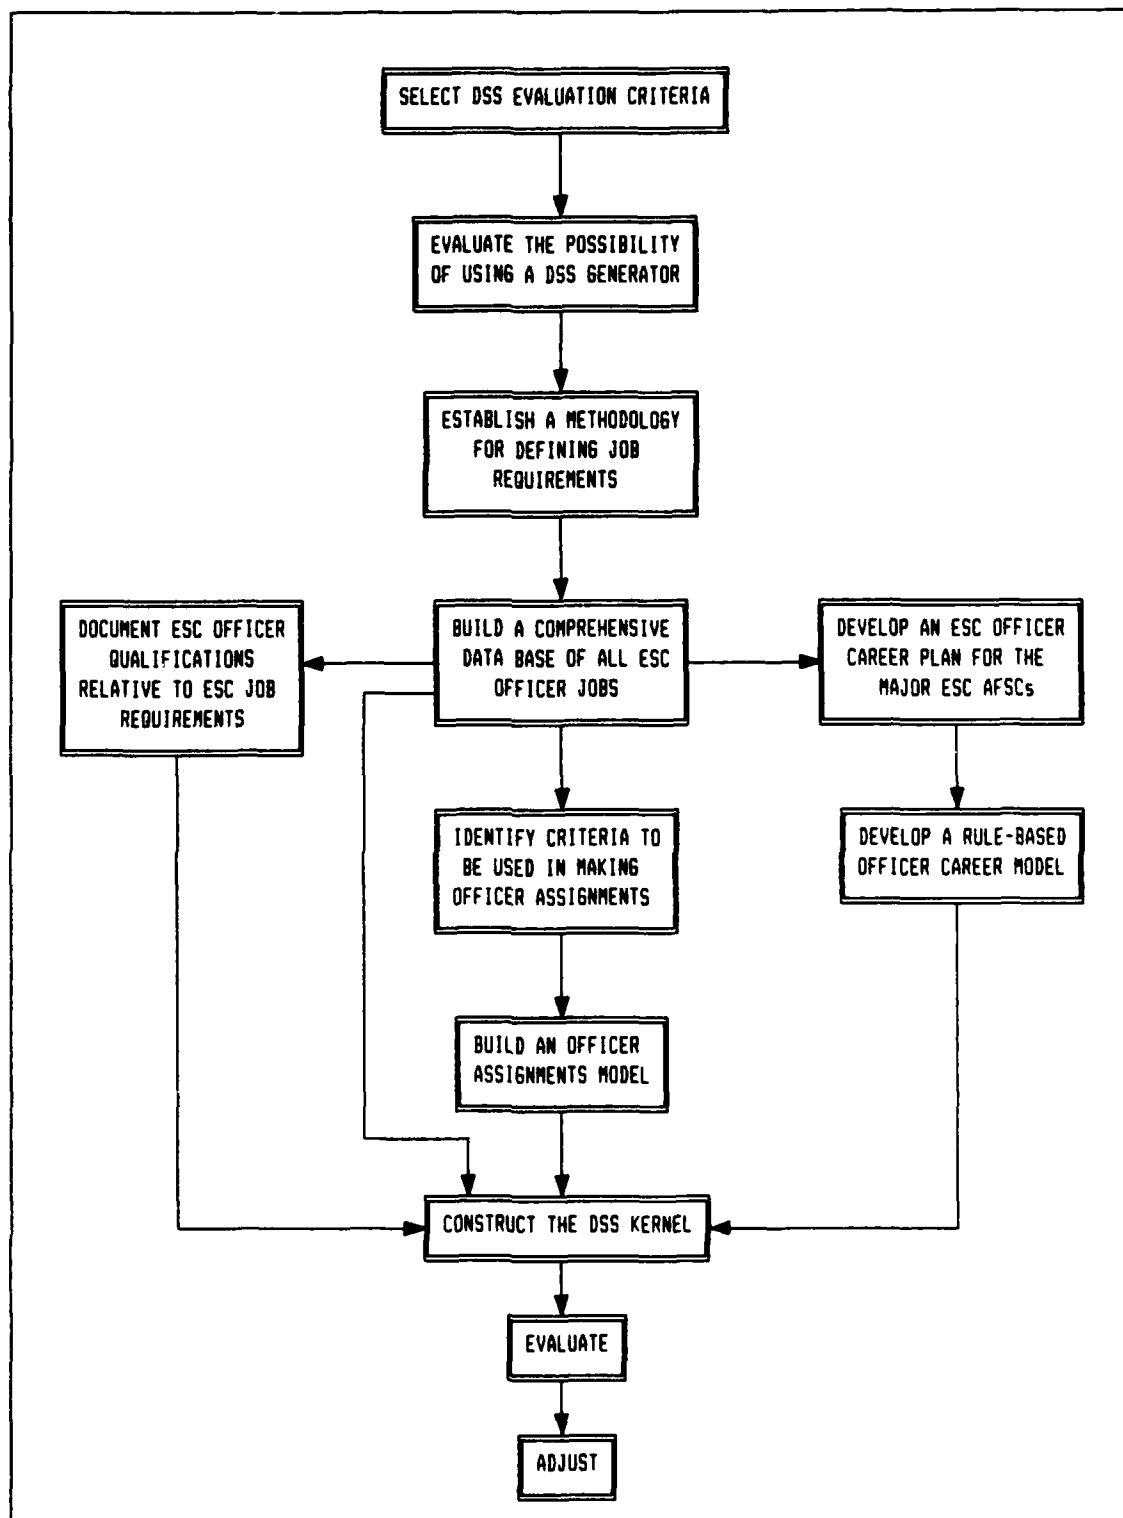 SELECT DSS EVALUATION CRITERIA
EVALUATE THE POSSIBILITY
OF USING A DSS GENERATOR
ESTABLISH A METHODOLOGY
FOR DEFINING JOB
REQUIREMENTS
DOCUMENT ESC OFFICER
QUALIFICATIONS
RELATIVE TO ESC JOB
REQUIREMENTS
BUILD A COMPREHENSIVE
DATA BASE OF ALL ESC
OFFICER JOBS
DEVELOP AN ESC OFFICER
CAREER PLAN FOR THE
MAJOR ESC AFSCs
IDENTIFY CRITERIA TO
BE USED IN MAKING
OFFICER ASSIGNMENTS
DEVELOP A RULE-BASED
OFFICER CAREER MODEL
BUILD AN OFFICER
ASSIGNMENTS MODEL
CONSTRUCT THE DSS KERNEL
EVALUATE
ADJUST